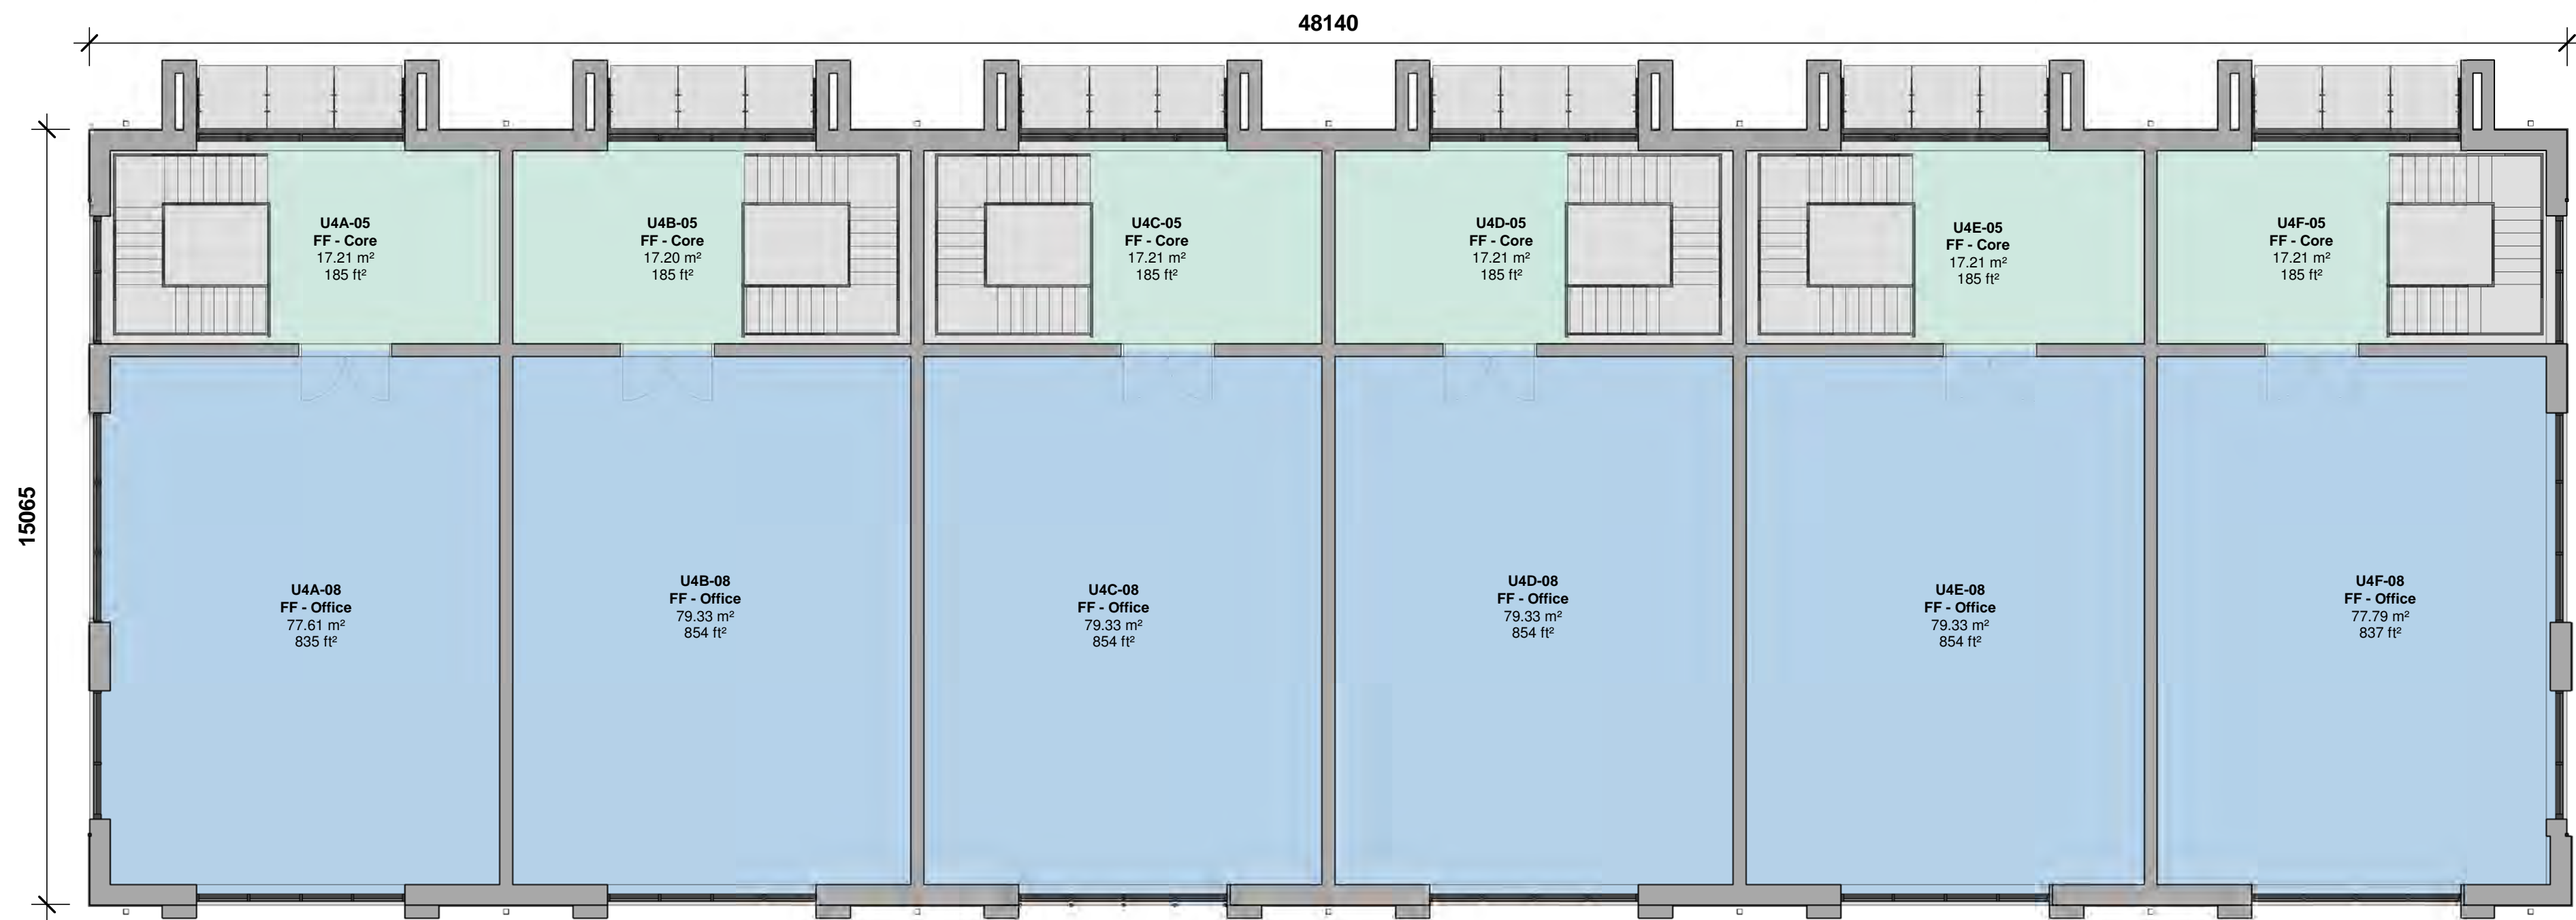 48140
15065
U4A-05
FF - Core
17.21 m²
185 ft²
U4B-05
FF - Core
17.20 m²
185 ft²
U4C-05
FF - Core
17.21 m²
185 ft²
U4D-05
FF - Core
17.21 m²
185 ft²
U4E-05
FF - Core
17.21 m²
185 ft²
U4F-05
FF - Core
17.21 m²
185 ft²
U4A-08
FF - Office
77.61 m²
835 ft²
U4B-08
FF - Office
79.33 m²
854 ft²
U4C-08
FF - Office
79.33 m²
854 ft²
U4D-08
FF - Office
79.33 m²
854 ft²
U4E-08
FF - Office
79.33 m²
854 ft²
U4F-08
FF - Office
77.79 m²
837 ft²